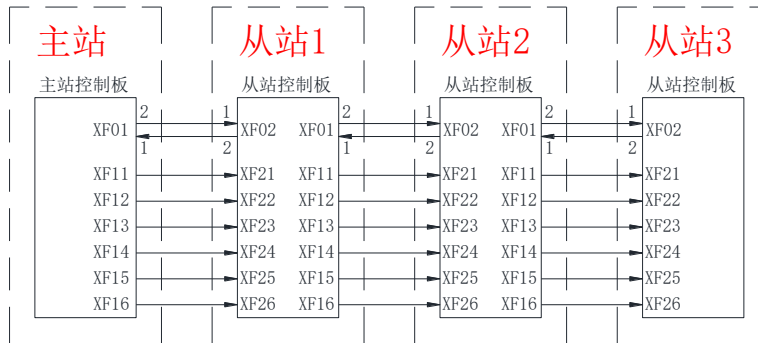 主站 从站1 从站2 从站3
主站控制板 从站控制板 从站控制板 从站控制板
2 1 2 1 2 1
XF01 XF02 XF01 XF02 XF01 XF02
1 2 1 2 1 2
XF11 XF21 XF11 XF21 XF11 XF21
XF12 XF22 XF12 XF22 XF12 XF22
XF13 XF23 XF13 XF23 XF13 XF23
XF14 XF24 XF14 XF24 XF14 XF24
XF15 XF25 XF15 XF25 XF15 XF25
XF16 XF26 XF16 XF26 XF16 XF26